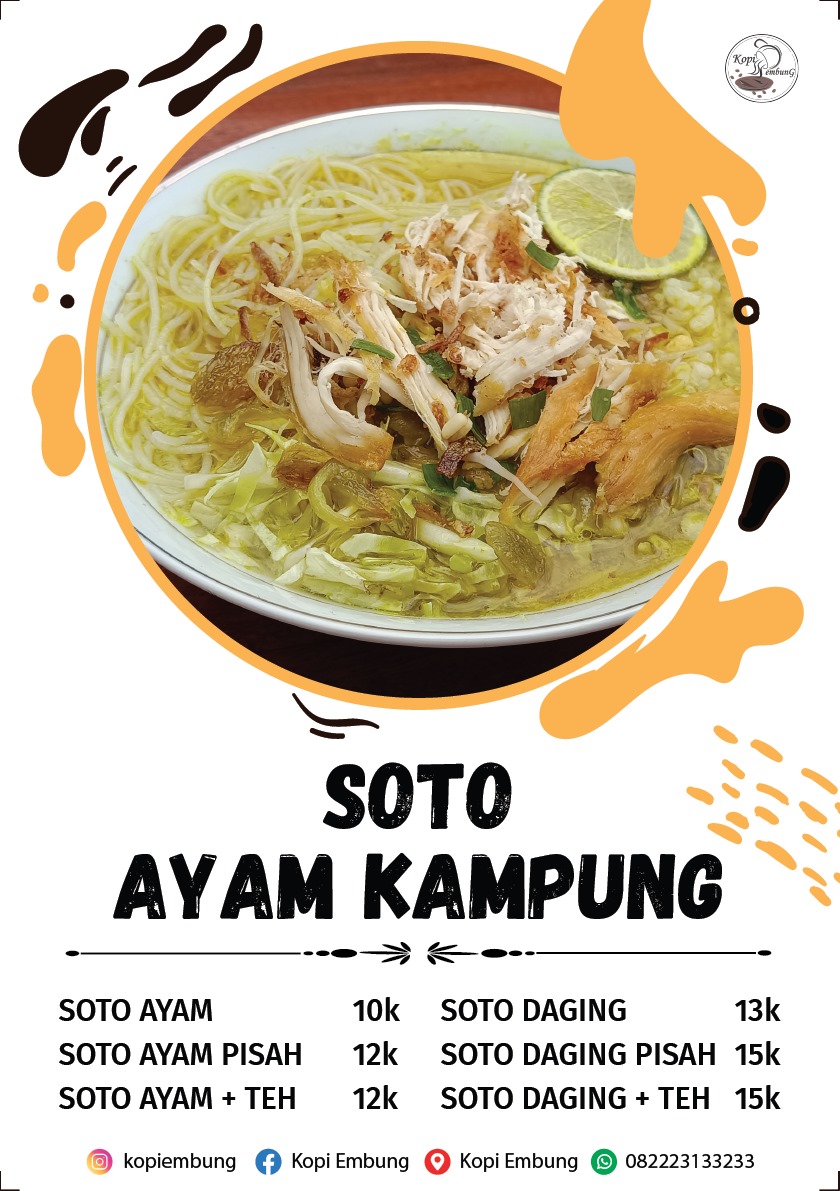 Kopi
embunG
SOTO
AYAM KAMPUNG
SOTO AYAM 10k
SOTO AYAM PISAH 12k
SOTO AYAM + TEH 12k
SOTO DAGING 13k
SOTO DAGING PISAH 15k
SOTO DAGING + TEH 15k
kopiembung Kopi Embung Kopi Embung 082223133233